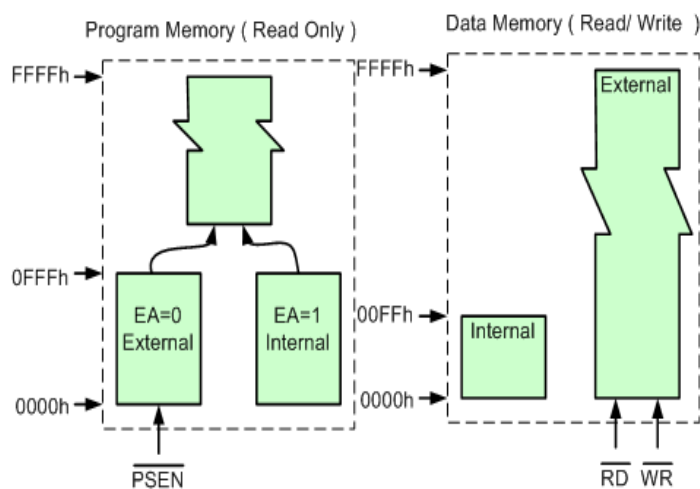 Program Memory ( Read Only )
FFFFh
0FFFh
EA=0
External
EA=1
Internal
0000h
PSEN
Data Memory ( Read/ Write )
FFFFh
External
00FFh
Internal
0000h
RD WR